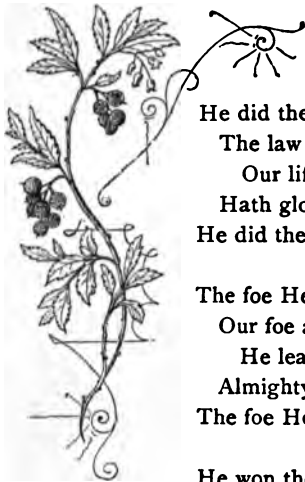 He did the
The law
Our lif
Hath glo
He did the

The foe He
Our foe a
He lea
Almighty
The foe He

He won the